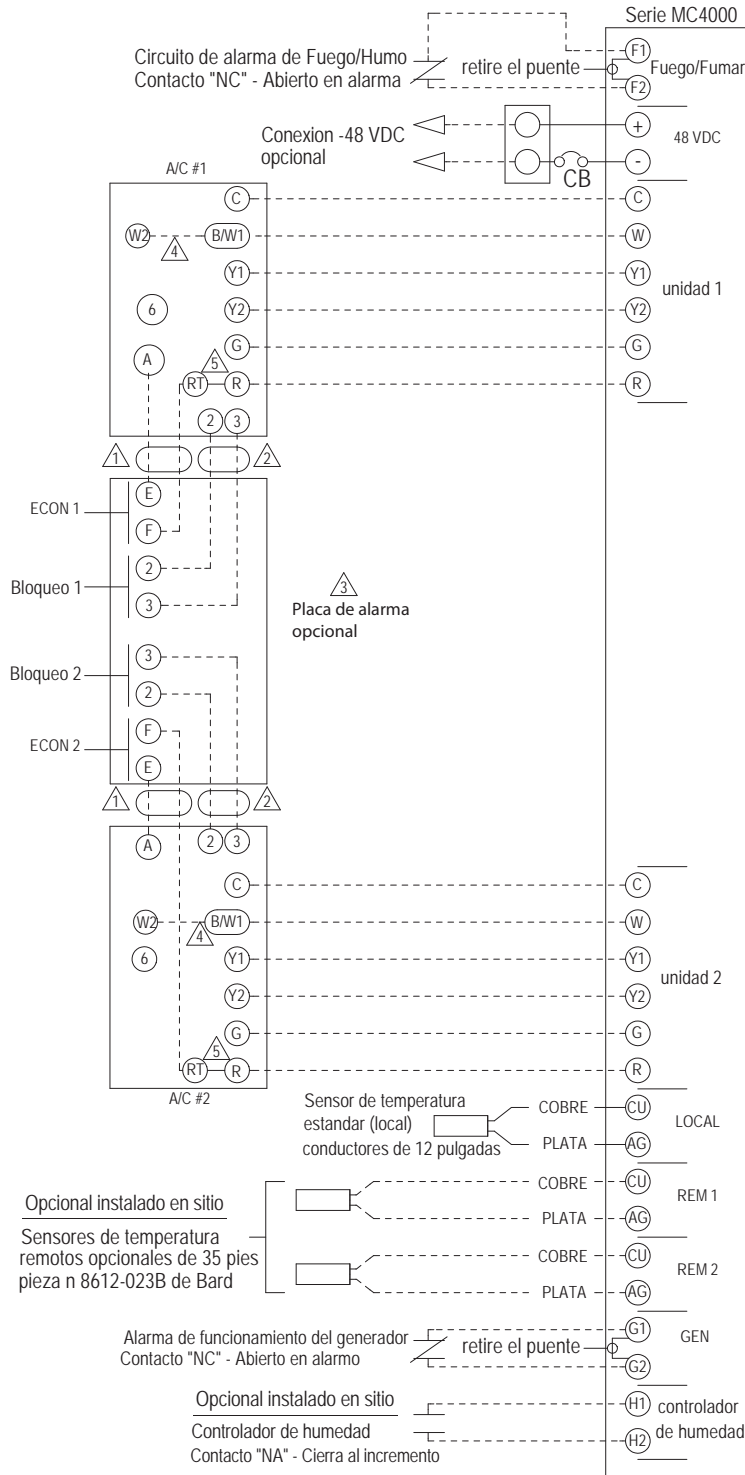 Serie MC4000
Circuito de alarma de Fuego/Humo
Contacto "NC" - Abierto en alarma
retire el puente
F1
F2
Fuego/Fumar
Conexion -48 VDC
opcional
CB
+
-
48 VDC
A/C #1
C
W2
4
B/W1
Y1
6
Y2
A
5
G
RT
R
2
3
C
W
Y1
Y2
G
R
unidad 1
1
2
ECON 1
E
F
Bloqueo 1
2
3
3
Placa de alarma
opcional
Bloqueo 2
3
2
ECON 2
F
E
1
2
A
2
3
C
W2
4
B/W1
6
Y1
Y2
5
G
RT
R
A/C #2
C
W
Y1
Y2
G
R
unidad 2
Sensor de temperatura
estandar (local)
conductores de 12 pulgadas
COBRE
PLATA
CU
AG
LOCAL
Opcional instalado en sitio
Sensores de temperatura
remotos opcionales de 35 pies
pieza n 8612-023B de Bard
COBRE
PLATA
CU
AG
REM 1
COBRE
PLATA
CU
AG
REM 2
Alarma de funcionamiento del generador
Contacto "NC" - Abierto en alarmo
retire el puente
G1
G2
GEN
Opcional instalado en sitio
Controlador de humedad
Contacto "NA" - Cierra al incremento
H1
H2
controlador
de humedad